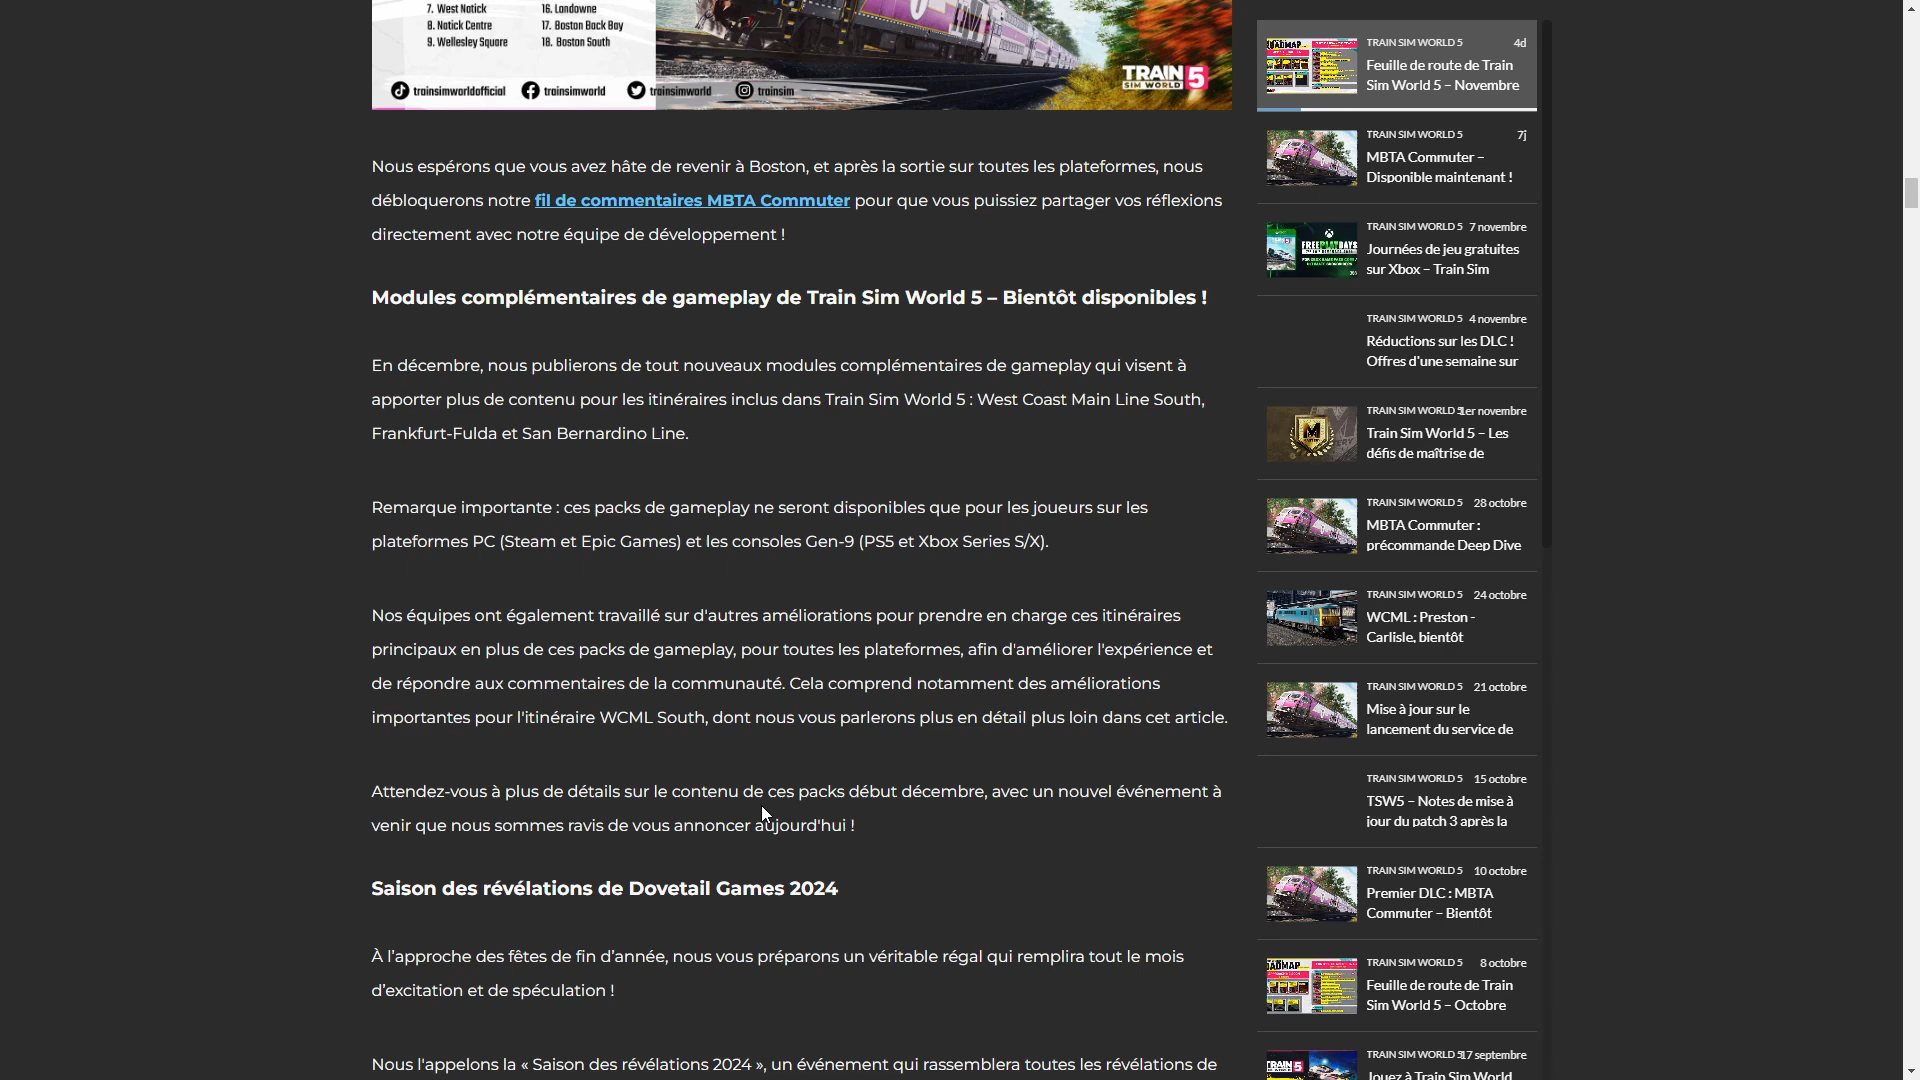 7. West Natick
8. Natick Centre
9. Wellesley Square
16. Landowne
17. Boston Back Bay
18. Boston South
trainsimworldofficial
trainsimworld
trainsimworld
trainsim
TRAIN SIM WORLD 5
Nous espérons que vous avez hâte de revenir à Boston, et après la sortie sur toutes les plateformes, nous
débloquerons notre fil de commentaires MBTA Commuter pour que vous puissiez partager vos réflexions
directement avec notre équipe de développement !
Modules complémentaires de gameplay de Train Sim World 5 – Bientôt disponibles !
En décembre, nous publierons de tout nouveaux modules complémentaires de gameplay qui visent à
apporter plus de contenu pour les itinéraires inclus dans Train Sim World 5 : West Coast Main Line South,
Frankfurt-Fulda et San Bernardino Line.
Remarque importante : ces packs de gameplay ne seront disponibles que pour les joueurs sur les
plateformes PC (Steam et Epic Games) et les consoles Gen-9 (PS5 et Xbox Series S/X).
Nos équipes ont également travaillé sur d'autres améliorations pour prendre en charge ces itinéraires
principaux en plus de ces packs de gameplay, pour toutes les plateformes, afin d'améliorer l'expérience et
de répondre aux commentaires de la communauté. Cela comprend notamment des améliorations
importantes pour l'itinéraire WCML South, dont nous vous parlerons plus en détail plus loin dans cet article.
Attendez-vous à plus de détails sur le contenu de ces packs début décembre, avec un nouvel événement à
venir que nous sommes ravis de vous annoncer aujourd'hui !
Saison des révélations de Dovetail Games 2024
À l’approche des fêtes de fin d’année, nous vous préparons un véritable régal qui remplira tout le mois
d’excitation et de spéculation !
Nous l'appelons la « Saison des révélations 2024 », un événement qui rassemblera toutes les révélations de
TRAIN SIM WORLD 5 4d
Feuille de route de Train
Sim World 5 – Novembre
TRAIN SIM WORLD 5 7j
MBTA Commuter –
Disponible maintenant !
FREE PLAY DAYS
TRAIN SIM WORLD 5 7 novembre
Journées de jeu gratuites
sur Xbox – Train Sim
TRAIN SIM WORLD 5 4 novembre
Réductions sur les DLC !
Offres d'une semaine sur
TRAIN SIM WORLD 5 1er novembre
Train Sim World 5 – Les
défis de maîtrise de
TRAIN SIM WORLD 5 28 octobre
MBTA Commuter :
précommande Deep Dive
TRAIN SIM WORLD 5 24 octobre
WCML : Preston -
Carlisle, bientôt
TRAIN SIM WORLD 5 21 octobre
Mise à jour sur le
lancement du service de
TRAIN SIM WORLD 5 15 octobre
TSW5 – Notes de mise à
jour du patch 3 après la
TRAIN SIM WORLD 5 10 octobre
Premier DLC : MBTA
Commuter – Bientôt
TRAIN SIM WORLD 5 8 octobre
Feuille de route de Train
Sim World 5 – Octobre
TRAIN SIM WORLD 5 17 septembre
Jouez à Train Sim World